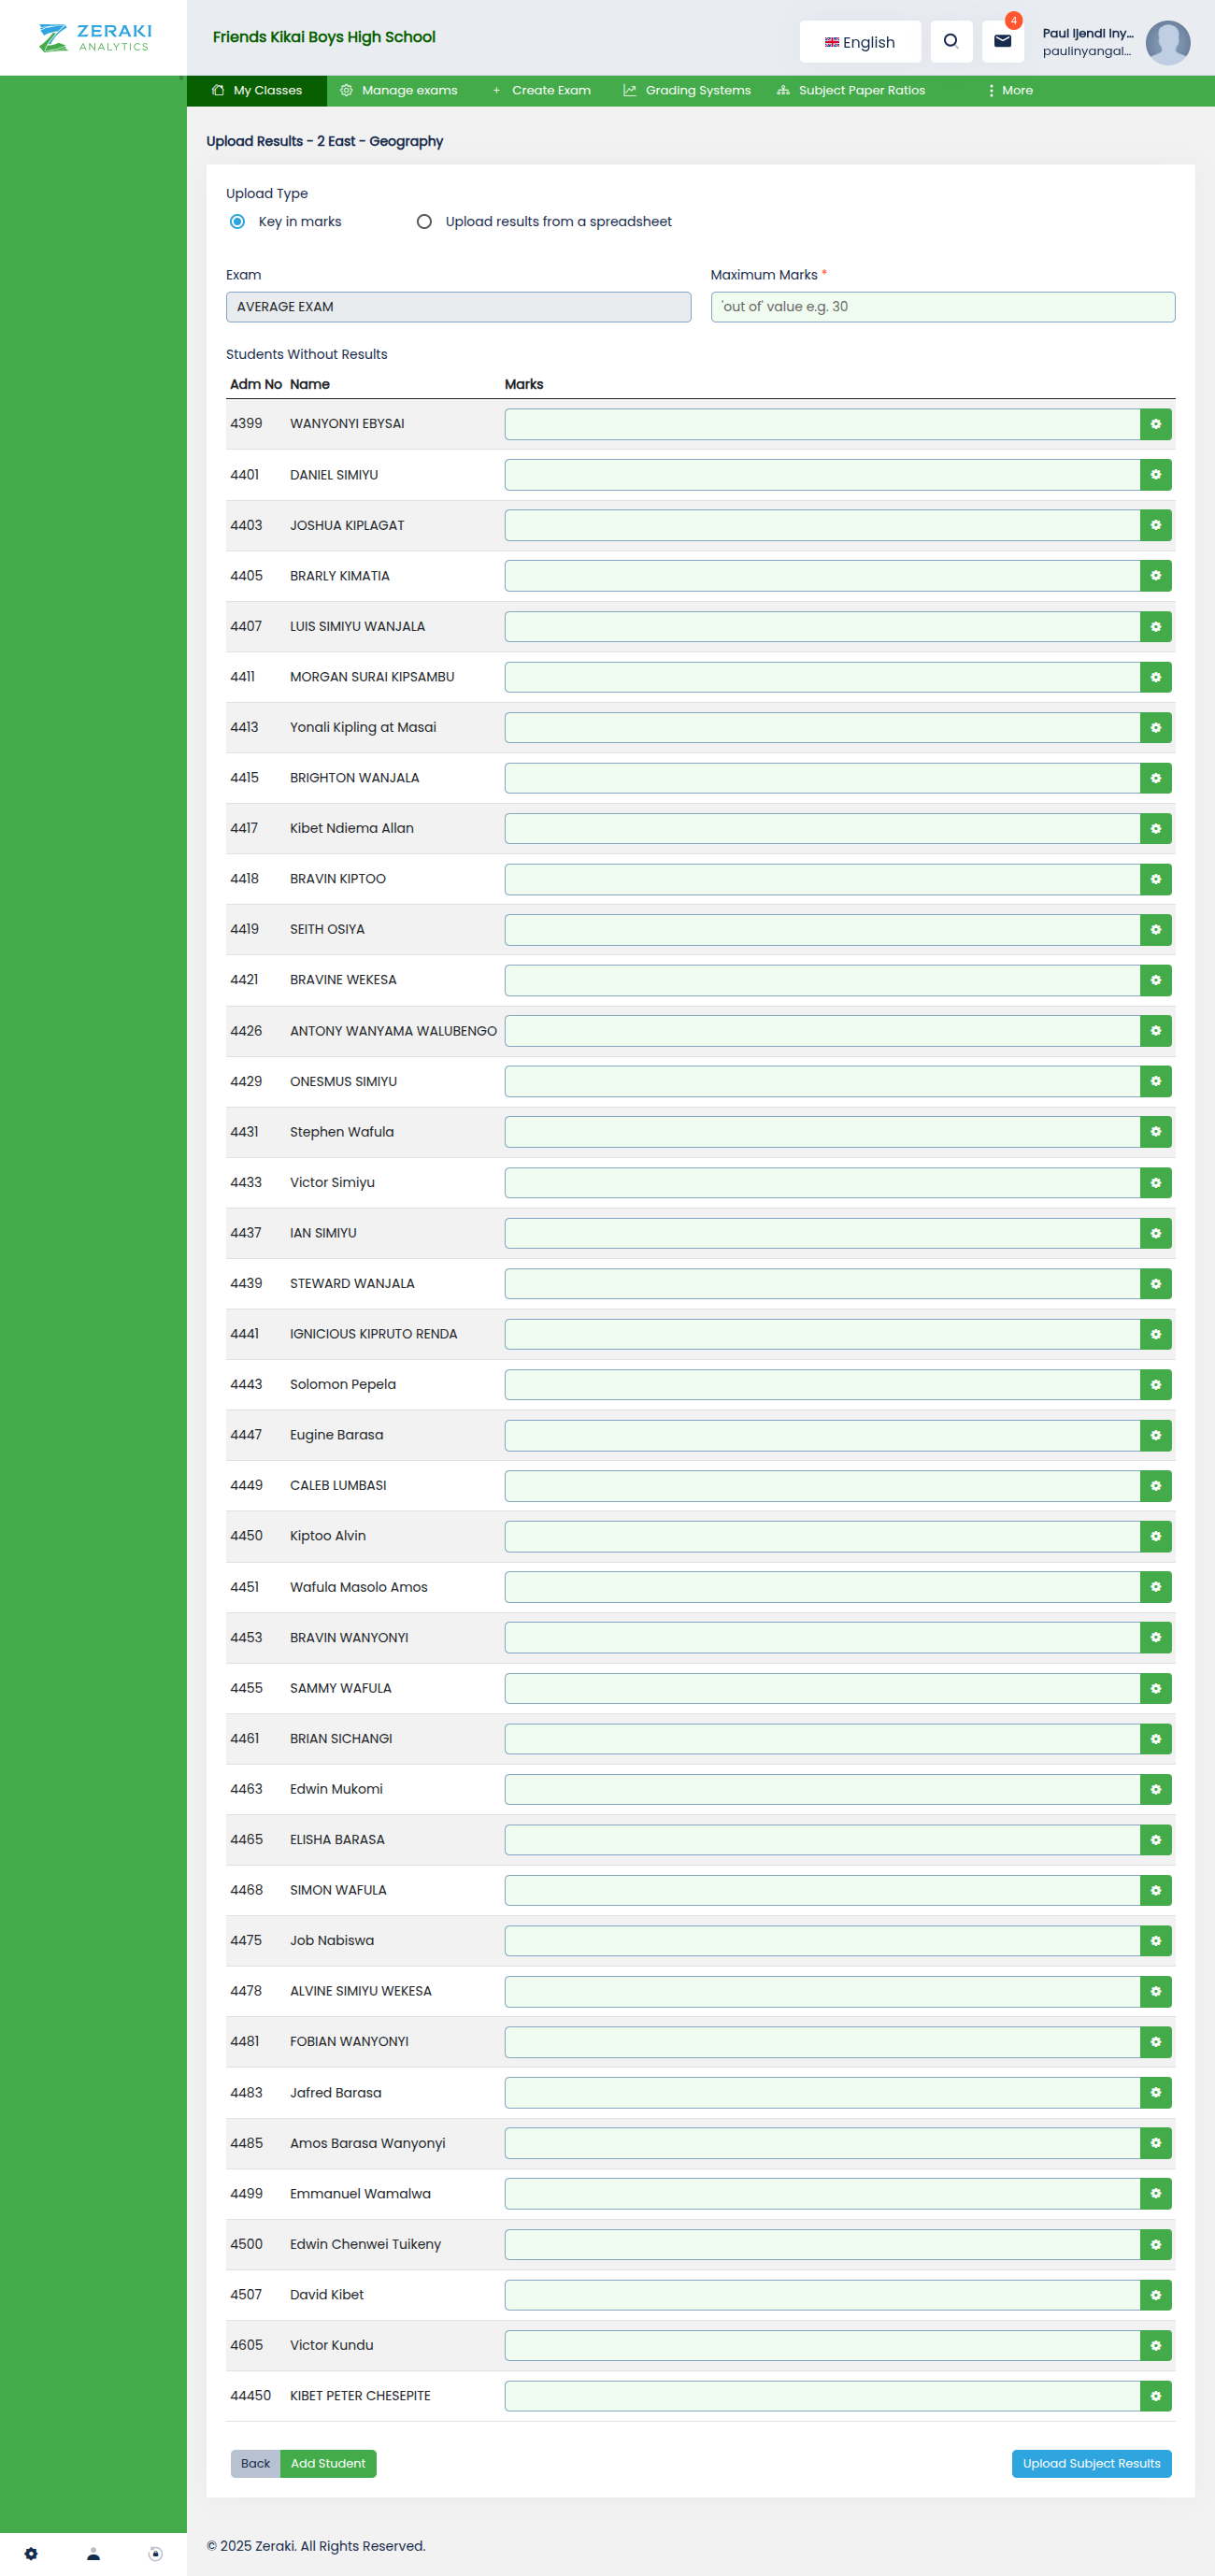 ZERAKI
ANALYTICS
Friends Kikai Boys High School
English
4
Paul Ijendi Iny...
paulinyangal...
My Classes
Manage exams
+ Create Exam
Grading Systems
Subject Paper Ratios
More
Upload Results - 2 East - Geography
Upload Type
Key in marks
Upload results from a spreadsheet
Exam
Maximum Marks *
AVERAGE EXAM
'out of' value e.g. 30
Students Without Results
Adm No Name Marks
4399 WANYONYI EBYSAI
4401 DANIEL SIMIYU
4403 JOSHUA KIPLAGAT
4405 BRARLY KIMATIA
4407 LUIS SIMIYU WANJALA
4411 MORGAN SURAI KIPSAMBU
4413 Yonali Kipling at Masai
4415 BRIGHTON WANJALA
4417 Kibet Ndiema Allan
4418 BRAVIN KIPTOO
4419 SEITH OSIYA
4421 BRAVINE WEKESA
4426 ANTONY WANYAMA WALUBENGO
4429 ONESMUS SIMIYU
4431 Stephen Wafula
4433 Victor Simiyu
4437 IAN SIMIYU
4439 STEWARD WANJALA
4441 IGNICIOUS KIPRUTO RENDA
4443 Solomon Pepela
4447 Eugine Barasa
4449 CALEB LUMBASI
4450 Kiptoo Alvin
4451 Wafula Masolo Amos
4453 BRAVIN WANYONYI
4455 SAMMY WAFULA
4461 BRIAN SICHANGI
4463 Edwin Mukomi
4465 ELISHA BARASA
4468 SIMON WAFULA
4475 Job Nabiswa
4478 ALVINE SIMIYU WEKESA
4481 FOBIAN WANYONYI
4483 Jafred Barasa
4485 Amos Barasa Wanyonyi
4499 Emmanuel Wamalwa
4500 Edwin Chenwei Tuikeny
4507 David Kibet
4605 Victor Kundu
44450 KIBET PETER CHESEPITE
Back
Add Student
Upload Subject Results
© 2025 Zeraki. All Rights Reserved.